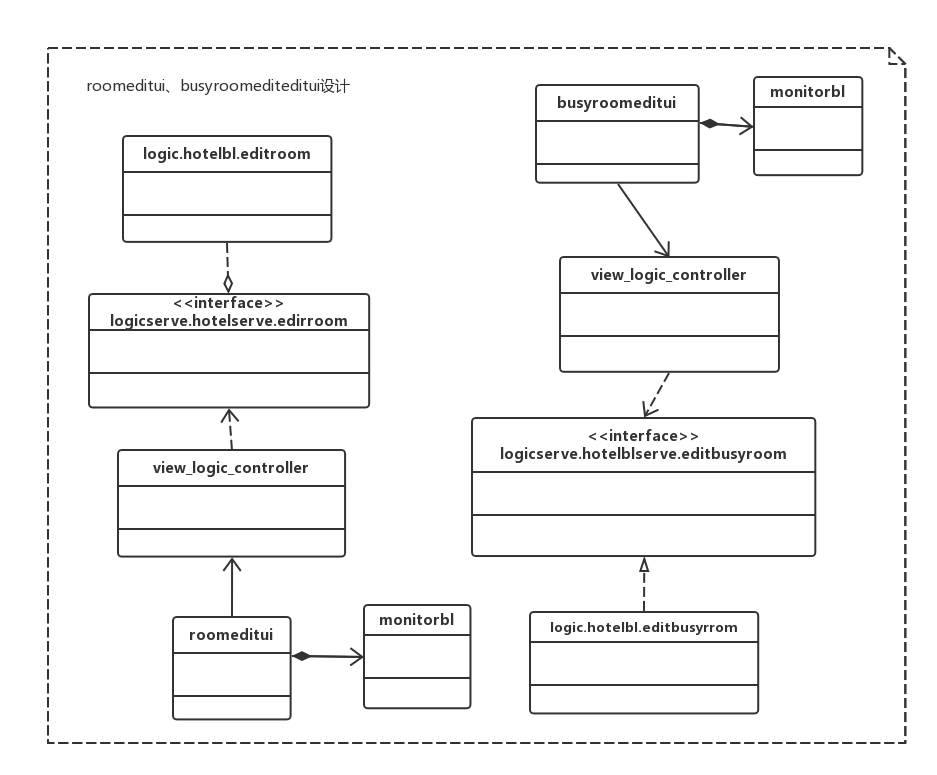 roomeditui、busyroomediteditui设计
logic.hotelbl.editroom
<<interface>>
logicserve.hotelserve.edirroom
view_logic_controller
roomeditui
monitorbl
busyroomeditui
monitorbl
view_logic_controller
<<interface>>
logicserve.hotelblserve.editbusyroom
logic.hotelbl.editbusyrrom